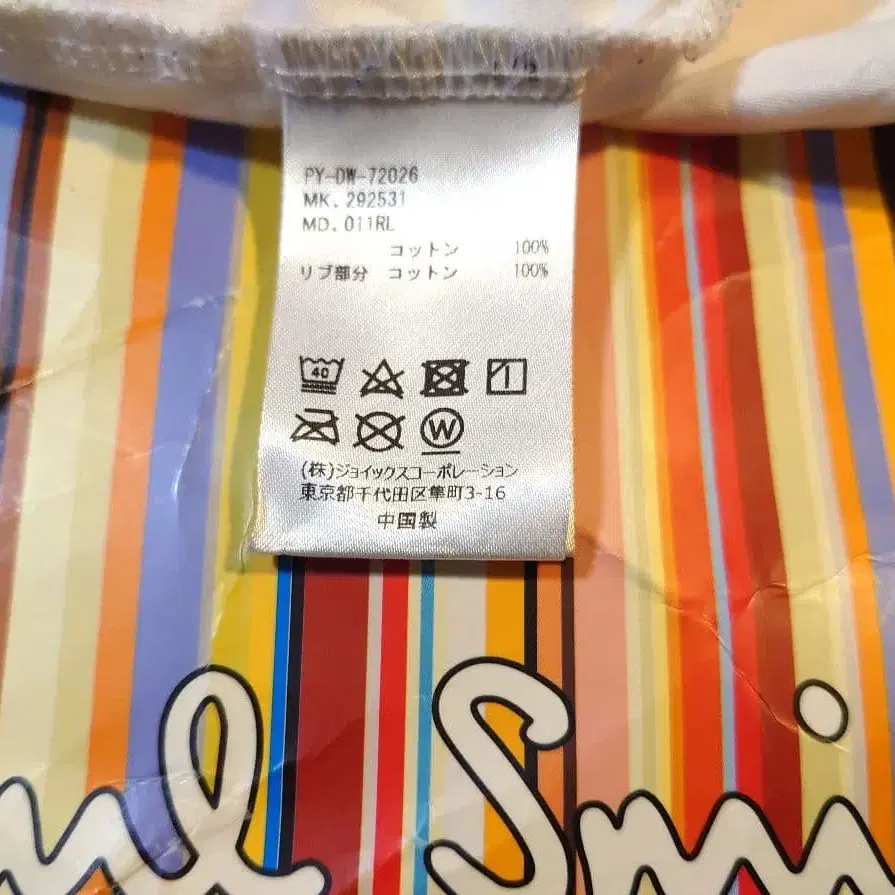 PY-DW-72026
MK. 292531
MD. 011RL
コットン 100%
リブ部分 コットン 100%
40
W
(株)ジョイックスコーポレーション
東京都千代田区隼町3-16
中国製